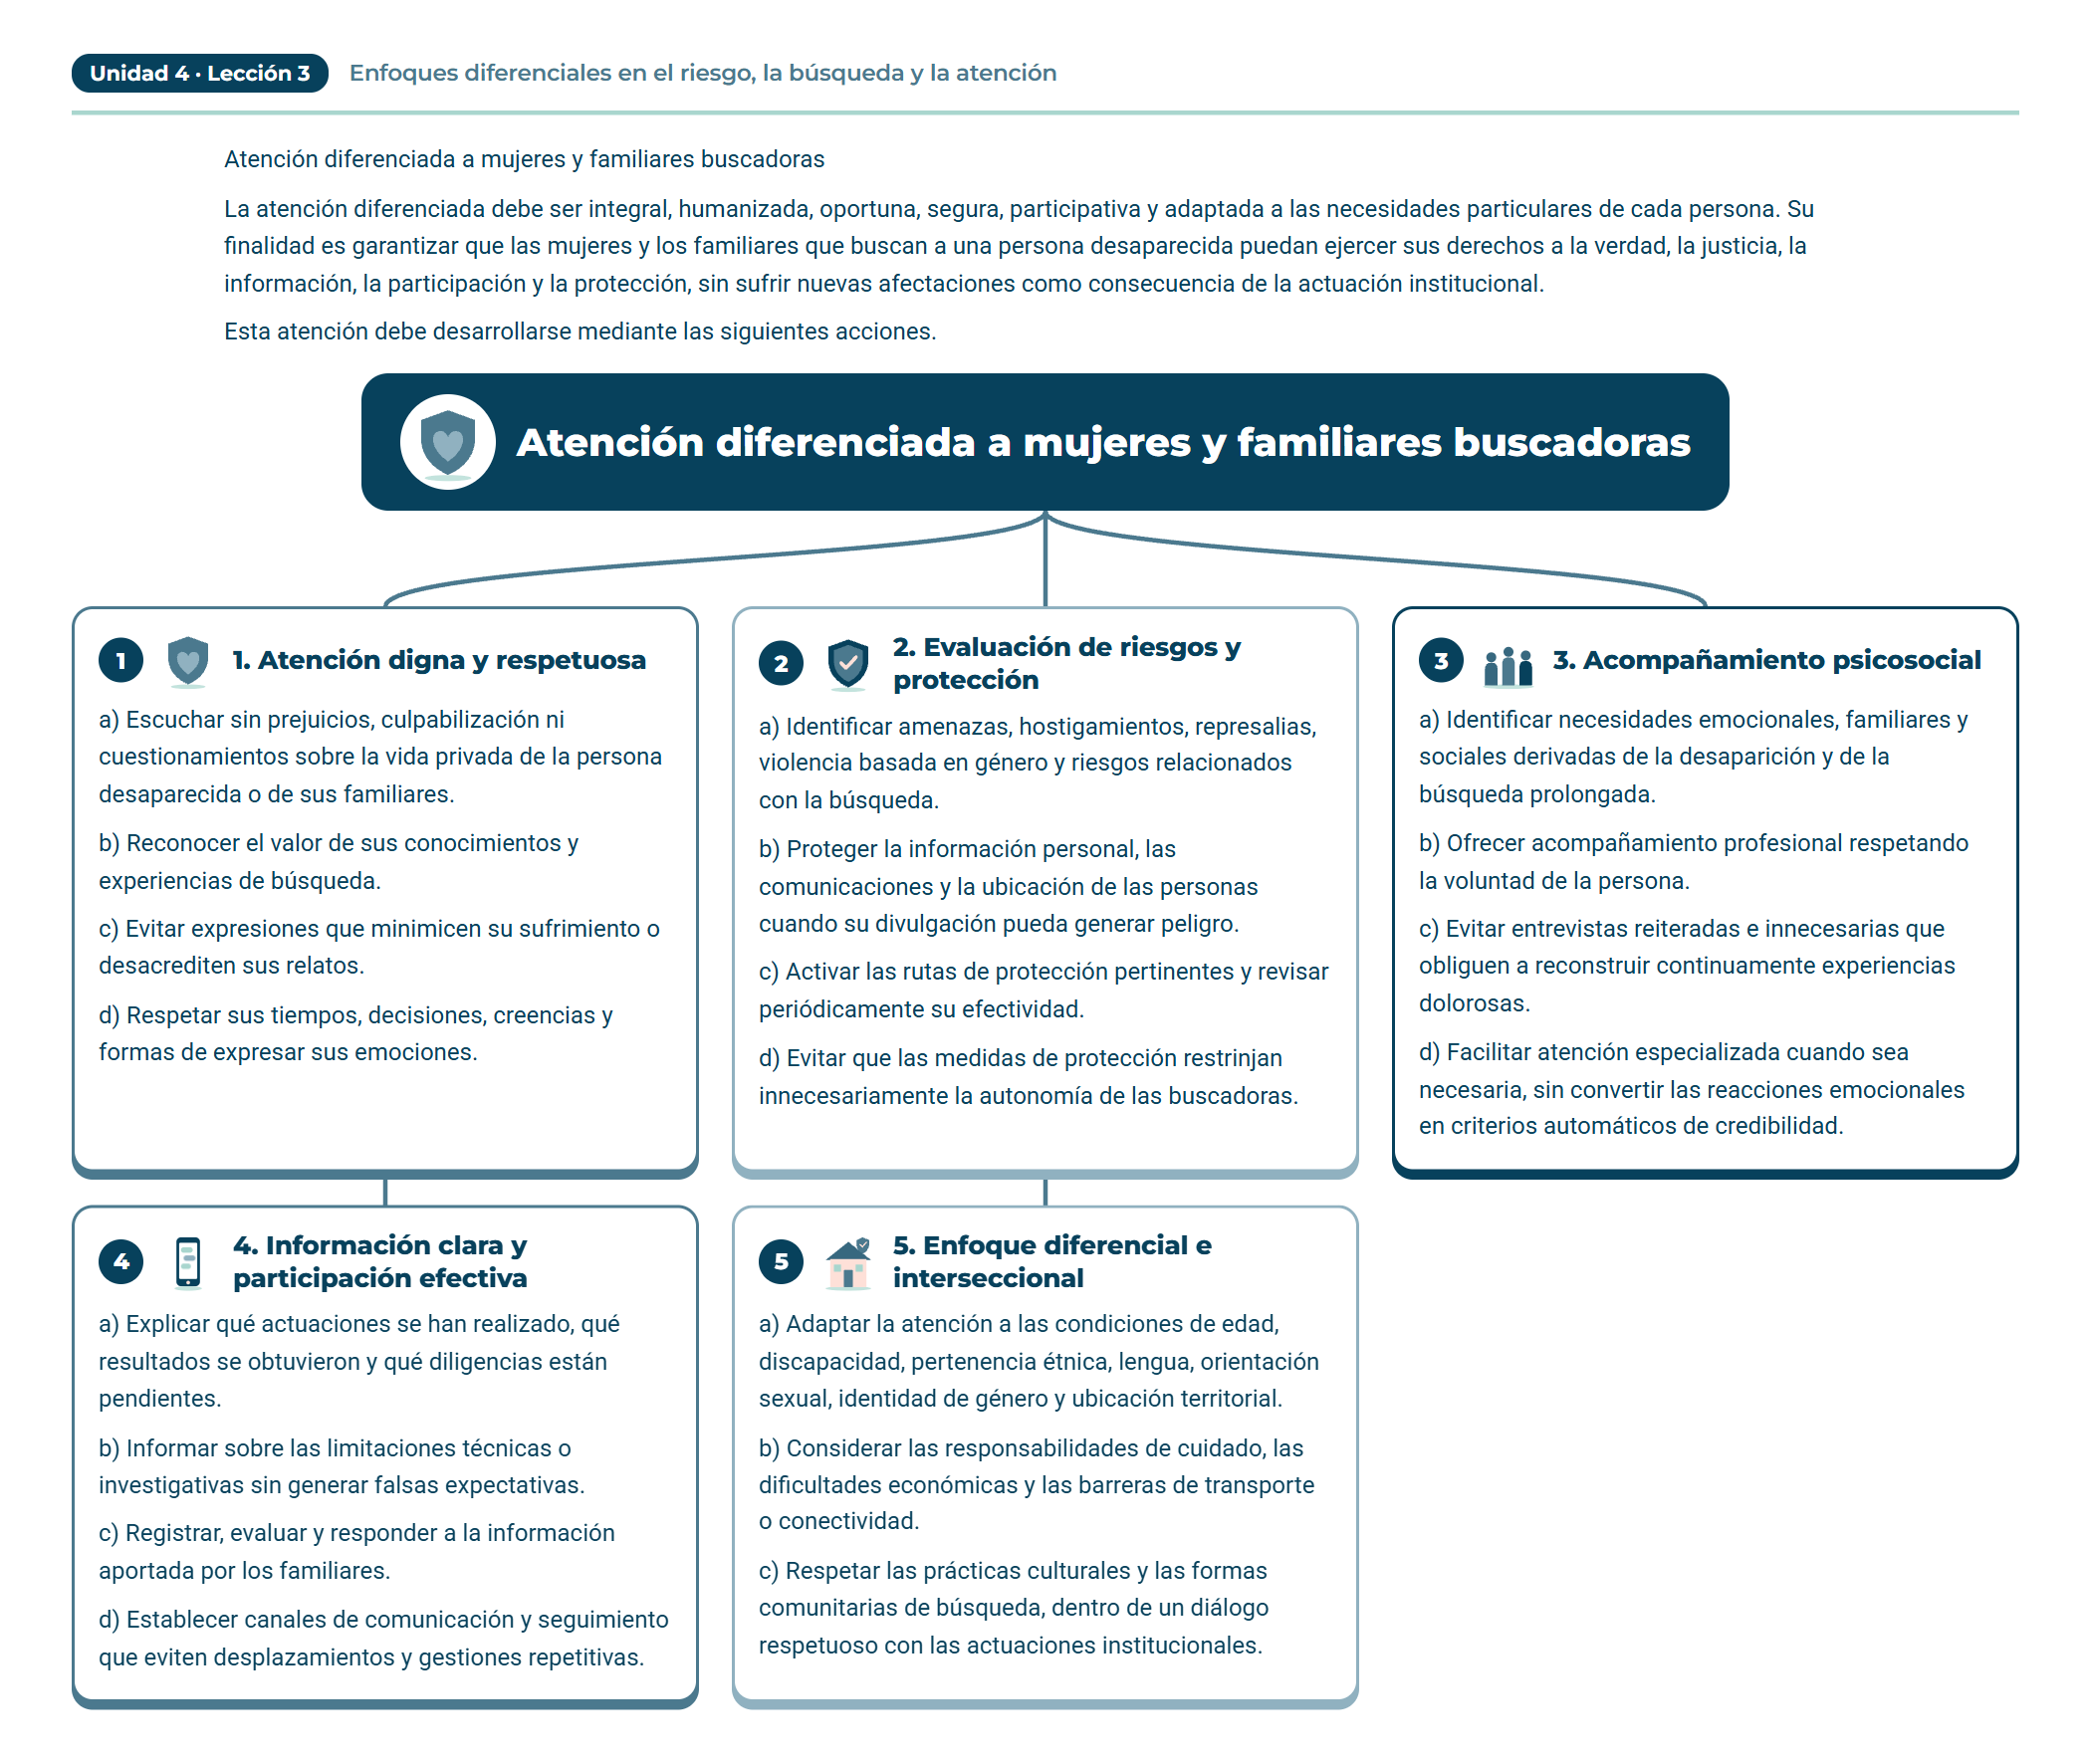 Unidad 4 · Lección 3
Enfoques diferenciales en el riesgo, la búsqueda y la atención
Atención diferenciada a mujeres y familiares buscadoras
La atención diferenciada debe ser integral, humanizada, oportuna, segura, participativa y adaptada a las necesidades particulares de cada persona. Su
finalidad es garantizar que las mujeres y los familiares que buscan a una persona desaparecida puedan ejercer sus derechos a la verdad, la justicia, la
información, la participación y la protección, sin sufrir nuevas afectaciones como consecuencia de la actuación institucional.
Esta atención debe desarrollarse mediante las siguientes acciones.
Atención diferenciada a mujeres y familiares buscadoras
1
1. Atención digna y respetuosa
a) Escuchar sin prejuicios, culpabilización ni
cuestionamientos sobre la vida privada de la persona
desaparecida o de sus familiares.
b) Reconocer el valor de sus conocimientos y
experiencias de búsqueda.
c) Evitar expresiones que minimicen su sufrimiento o
desacrediten sus relatos.
d) Respetar sus tiempos, decisiones, creencias y
formas de expresar sus emociones.
2
2. Evaluación de riesgos y
protección
a) Identificar amenazas, hostigamientos, represalias,
violencia basada en género y riesgos relacionados
con la búsqueda.
b) Proteger la información personal, las
comunicaciones y la ubicación de las personas
cuando su divulgación pueda generar peligro.
c) Activar las rutas de protección pertinentes y revisar
periódicamente su efectividad.
d) Evitar que las medidas de protección restrinjan
innecesariamente la autonomía de las buscadoras.
3
3. Acompañamiento psicosocial
a) Identificar necesidades emocionales, familiares y
sociales derivadas de la desaparición y de la
búsqueda prolongada.
b) Ofrecer acompañamiento profesional respetando
la voluntad de la persona.
c) Evitar entrevistas reiteradas e innecesarias que
obliguen a reconstruir continuamente experiencias
dolorosas.
d) Facilitar atención especializada cuando sea
necesaria, sin convertir las reacciones emocionales
en criterios automáticos de credibilidad.
4
4. Información clara y
participación efectiva
a) Explicar qué actuaciones se han realizado, qué
resultados se obtuvieron y qué diligencias están
pendientes.
b) Informar sobre las limitaciones técnicas o
investigativas sin generar falsas expectativas.
c) Registrar, evaluar y responder a la información
aportada por los familiares.
d) Establecer canales de comunicación y seguimiento
que eviten desplazamientos y gestiones repetitivas.
5
5. Enfoque diferencial e
interseccional
a) Adaptar la atención a las condiciones de edad,
discapacidad, pertenencia étnica, lengua, orientación
sexual, identidad de género y ubicación territorial.
b) Considerar las responsabilidades de cuidado, las
dificultades económicas y las barreras de transporte
o conectividad.
c) Respetar las prácticas culturales y las formas
comunitarias de búsqueda, dentro de un diálogo
respetuoso con las actuaciones institucionales.